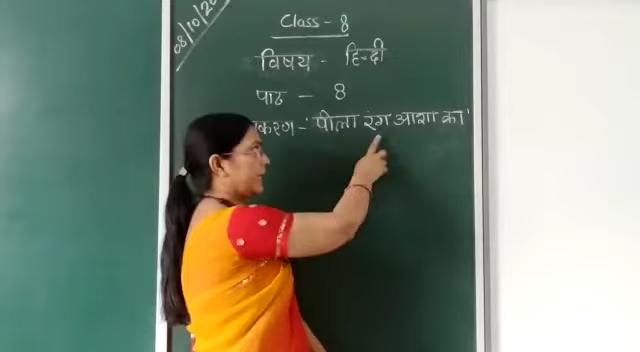 08/10/20
Class - 8
विषय - हिन्दी
पाठ - 8
करण - 'पीला रंग आशा का'